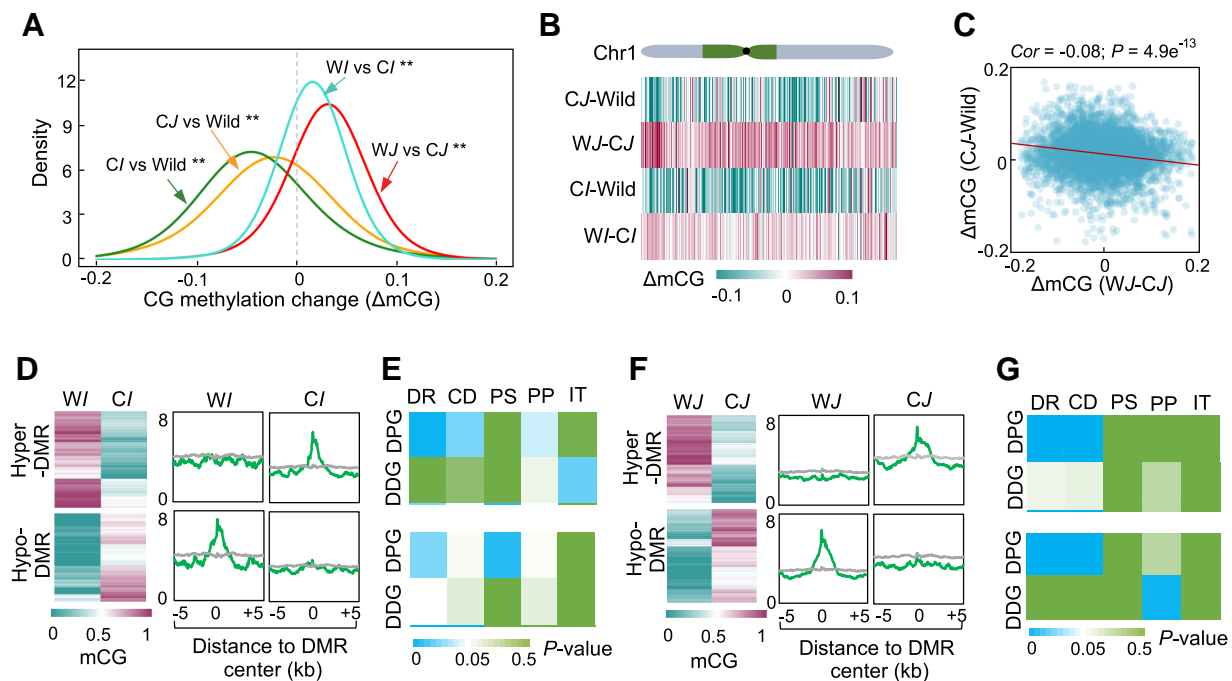 A
Density
12
9
6
3
0
WI vs CI **
CJ vs Wild **
CI vs Wild **
WJ vs CJ **
-0.2 -0.1 0 0.1 0.2
CG methylation change (ΔmCG)
B
Chr1
CJ-Wild
WJ-CJ
CI-Wild
WI-CI
ΔmCG
-0.1 0 0.1
C
Cor = -0.08; P = 4.9e-13
ΔmCG (CJ-Wild)
0.2
0
-0.2
-0.2 0 0.2
ΔmCG (WJ-CJ)
D
WI CI
Hyper
-DMR
Hypo-
DMR
0 0.5 1
mCG
WI CI
8
0
8
0
-5 0 +5 -5 0 +5
Distance to DMR
center (kb)
E
DR CD PS PP IT
DPG
DDG
DPG
DDG
0 0.05 0.5
P-value
F
WJ CJ
Hyper
-DMR
Hypo-
DMR
0 0.5 1
mCG
WJ CJ
8
0
8
0
-5 0 +5 -5 0 +5
Distance to DMR
center (kb)
G
DR CD PS PP IT
DPG
DDG
DPG
DDG
0 0.05 0.5
P-value